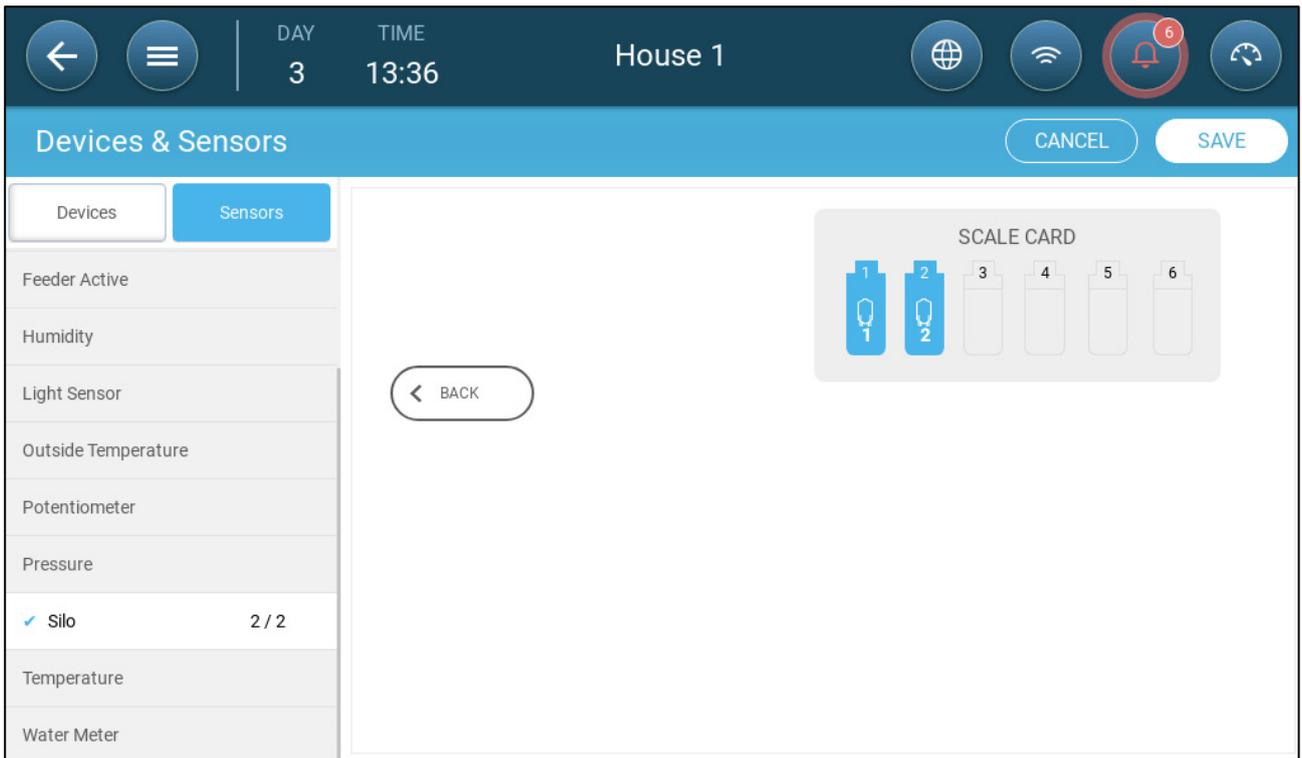 DAY TIME
3 13:36 House 1 6
Devices & Sensors CANCEL SAVE
Devices Sensors
Feeder Active
Humidity
Light Sensor
Outside Temperature
Potentiometer
Pressure
✓ Silo 2 / 2
Temperature
Water Meter
BACK
SCALE CARD
1 2 3 4 5 6
1 2